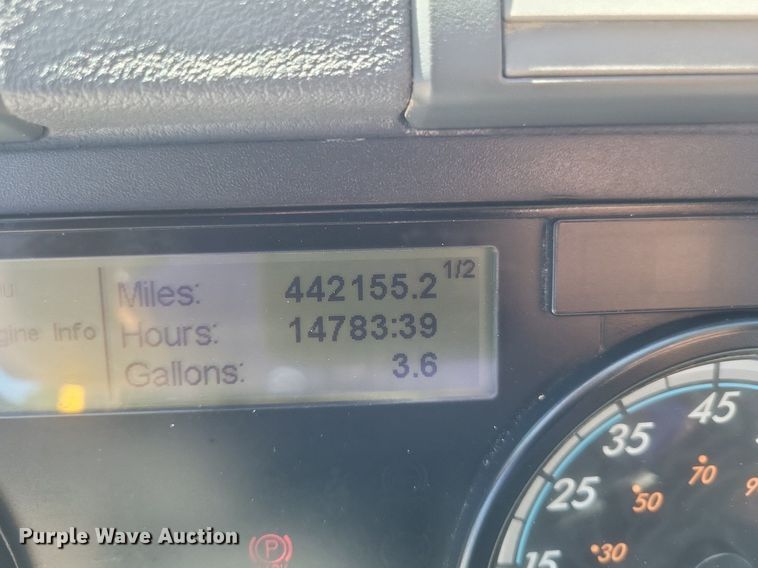 1/2
Miles: 442155.2
Info
Hours: 14783:39
Gallons: 3.6
45
35
25
15
70
50
30
P
Purple Wave Auction